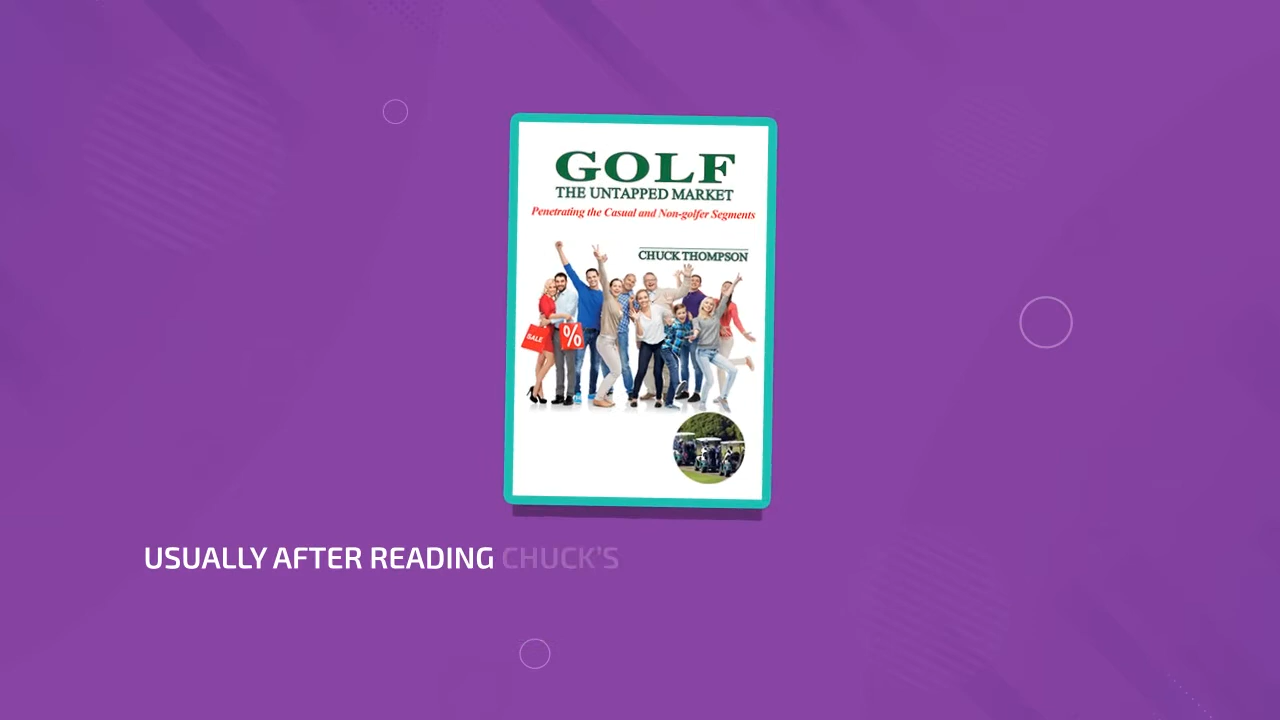 GOLF
THE UNTAPPED MARKET
Penetrating the Casual and Non-golfer Segments
CHUCK THOMPSON
SALE
%
USUALLY AFTER READING CHUCK'S